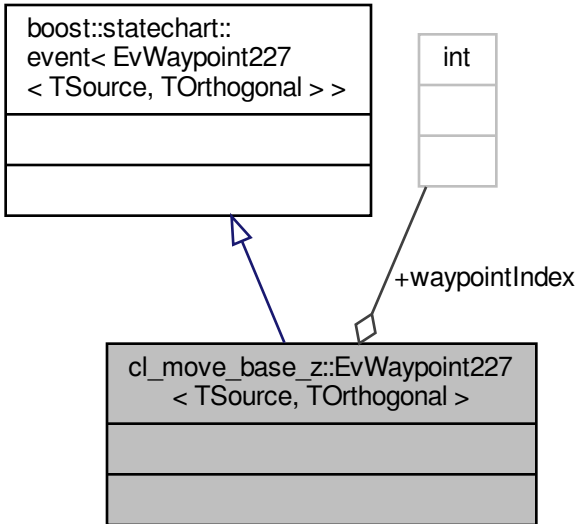 boost::statechart::
event< EvWaypoint227
< TSource, TOrthogonal > >
int
+waypointIndex
cl_move_base_z::EvWaypoint227
< TSource, TOrthogonal >